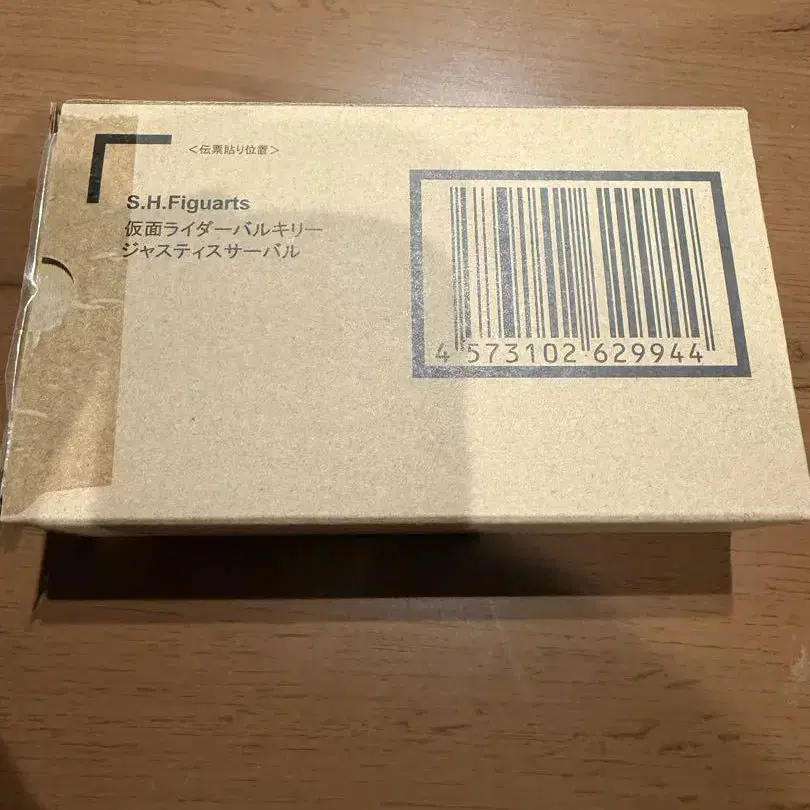 ＜伝票貼り位置＞
S.H.Figuarts
仮面ライダーバルキリー
ジャスティスサーバル
4 573102 629944